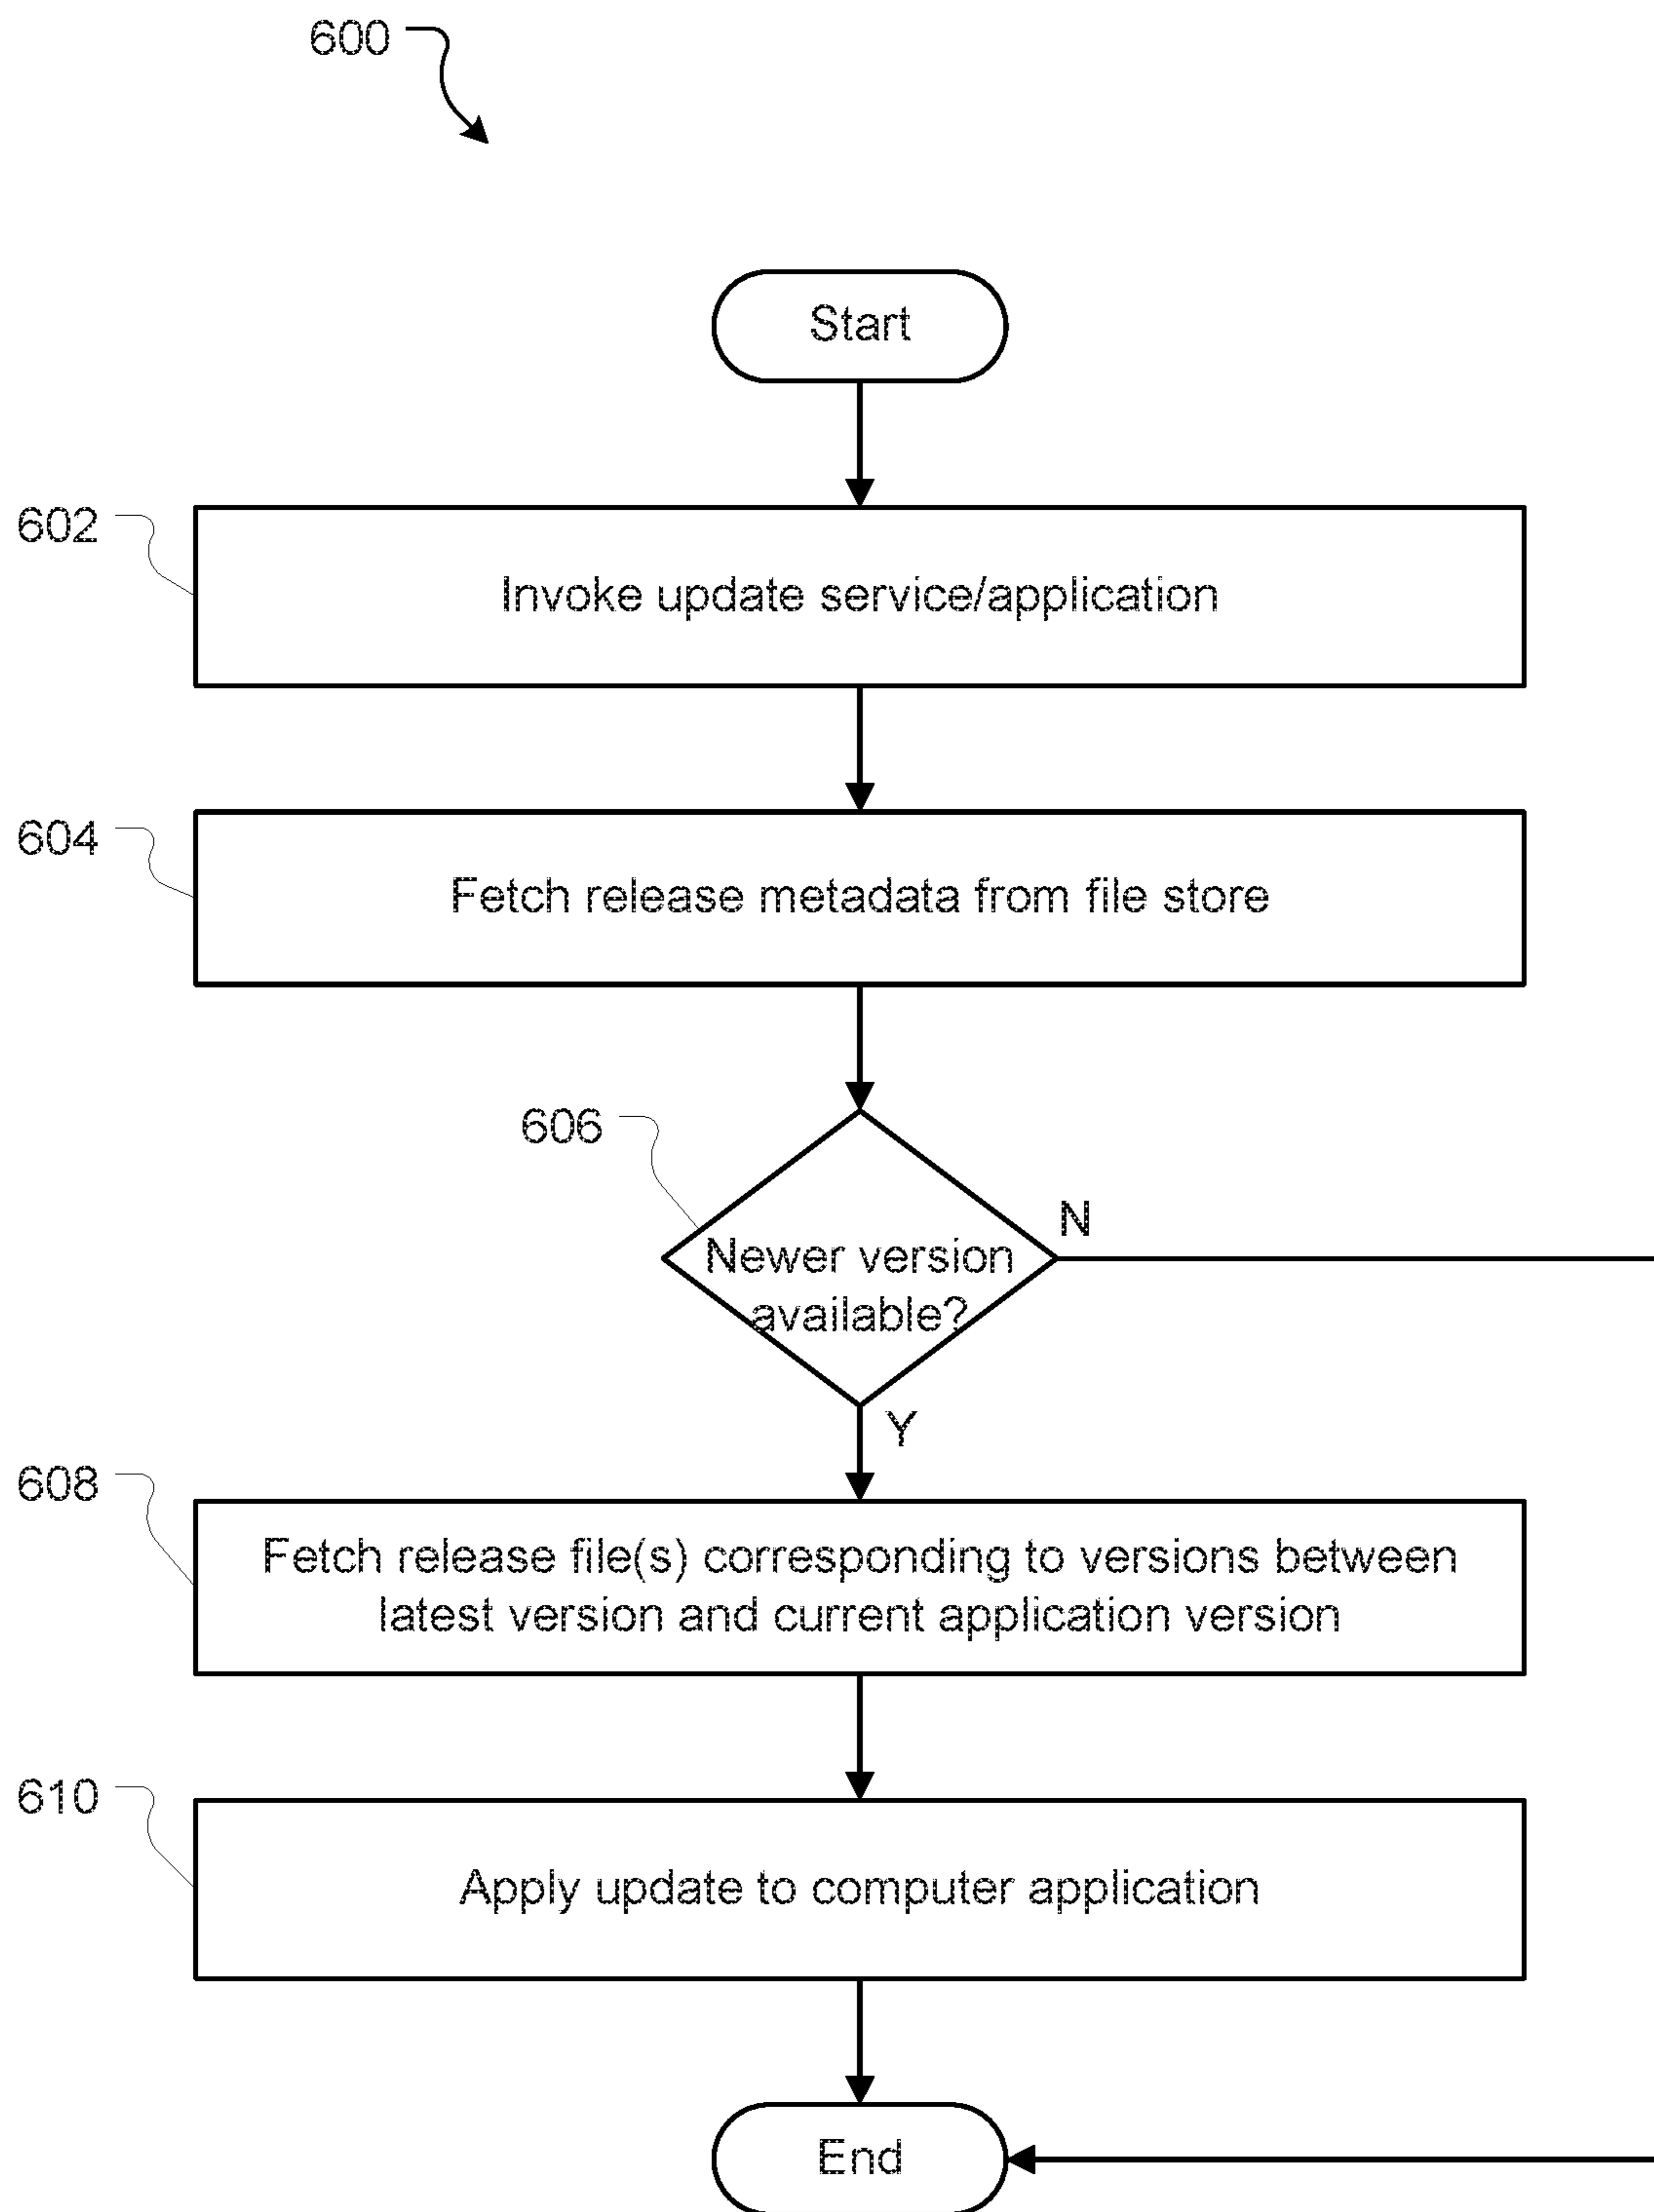 600
Start
602
Invoke update service/application
604
Fetch release metadata from file store
606
Newer version
available?
N
Y
608
Fetch release file(s) corresponding to versions between
latest version and current application version
610
Apply update to computer application
End